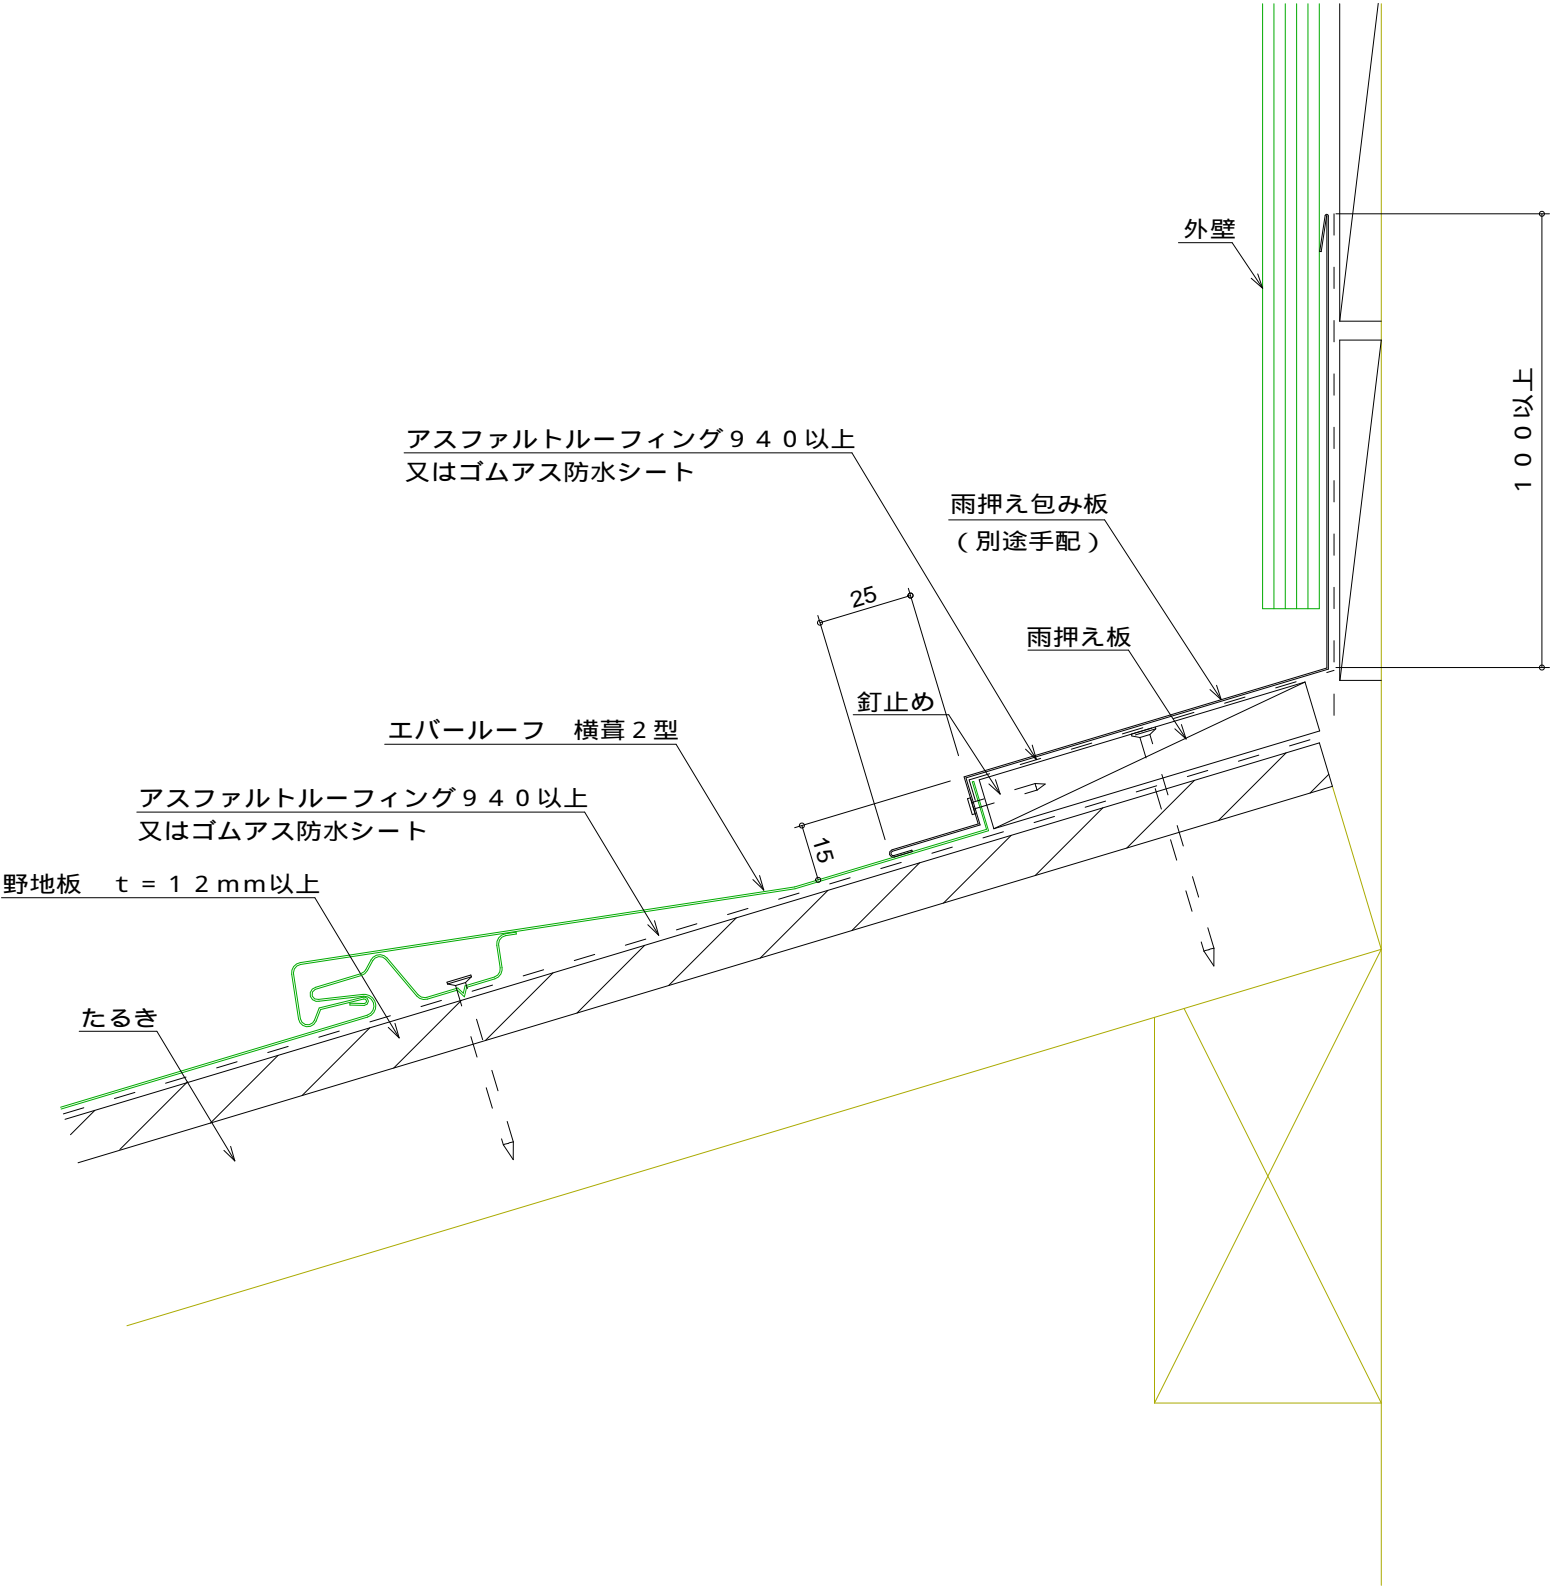 外壁
１００以上
アスファルトルーフィング９４０以上
又はゴムアス防水シート
雨押え包み板
（別途手配）
25
雨押え板
釘止め
エバールーフ　横葺２型
アスファルトルーフィング９４０以上
又はゴムアス防水シート
15
野地板　ｔ＝１２ｍｍ以上
たるき